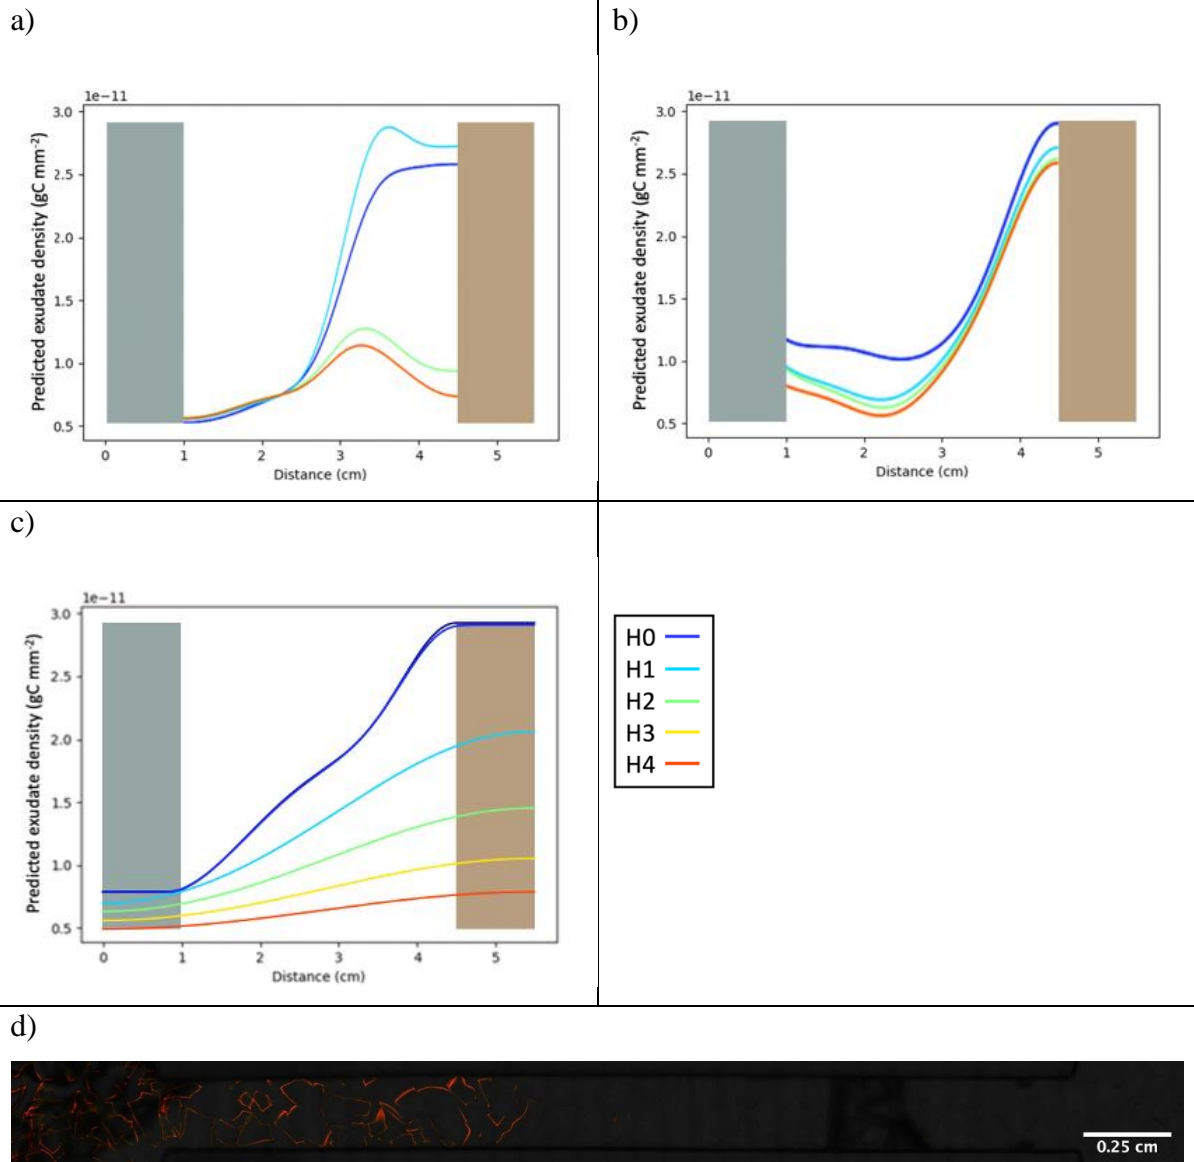 a)
1e−11
Predicted exudate density (gC mm-2)
3.0
2.5
2.0
1.5
1.0
0.5
0 1 2 3 4 5
Distance (cm)
b)
1e−11
Predicted exudate density (gC mm-2)
3.0
2.5
2.0
1.5
1.0
0.5
0 1 2 3 4 5
Distance (cm)
c)
1e−11
Predicted exudate density (gC mm-2)
3.0
2.5
2.0
1.5
1.0
0.5
0 1 2 3 4 5
Distance (cm)
H0
H1
H2
H3
H4
d)
0.25 cm